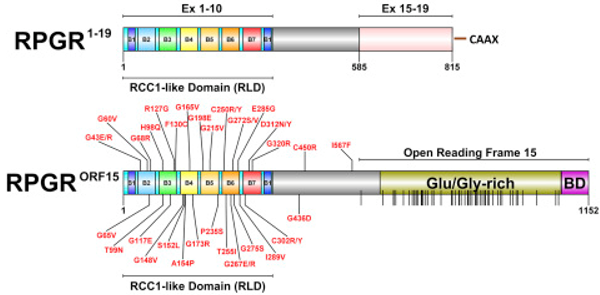 Ex 1-10
Ex 15-19
RPGR1-19
B1 B2 B3 B4 B5 B6 B7 B1
CAAX
1
585
815
RCC1-like Domain (RLD)
R127G
G165V
C250R/Y
E285G
G60V
F130C
G198E
G272S/V
H98Q
G215V
D312N/Y
G43E/R
G68R
G320R
C450R
I567F
Open Reading Frame 15
RPGRORF15
B1 B2 B3 B4 B5 B6 B7 B1
Glu/Gly-rich
BD
1
1152
G65V
T99N
G117E
G148V
S152L
A154P
G173R
P235S
T255I
G267E/R
G275S
I289V
C302R/Y
G436D
RCC1-like Domain (RLD)